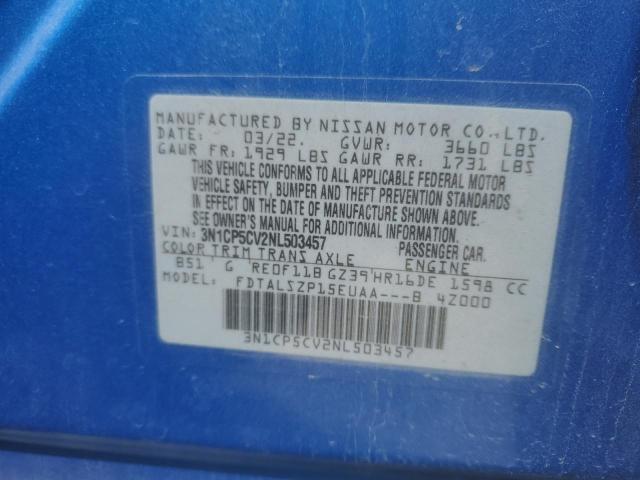 MANUFACTURED BY NISSAN MOTOR CO., LTD.
DATE: 03/22. GVWR: 3660 LBS
GAWR FR: 1929 LBS GAWR RR: 1731 LBS
THIS VEHICLE CONFORMS TO ALL APPLICABLE FEDERAL MOTOR
VEHICLE SAFETY, BUMPER AND THEFT PREVENTION STANDARDS
IN EFFECT ON THE DATE OF MANUFACTURE SHOWN ABOVE.
SEE OWNER'S MANUAL FOR ADDITIONAL INFORMATION.
VIN: 3N1CP5CV2NL503457 PASSENGER CAR.
COLOR TRIM TRANS AXLE ENGINE
B51 G RE0F11B GZ39 HR16DE 1598 CC
MODEL: FDTALSZP15EUAA---B 4Z000
3N1CP5CV2NL503457